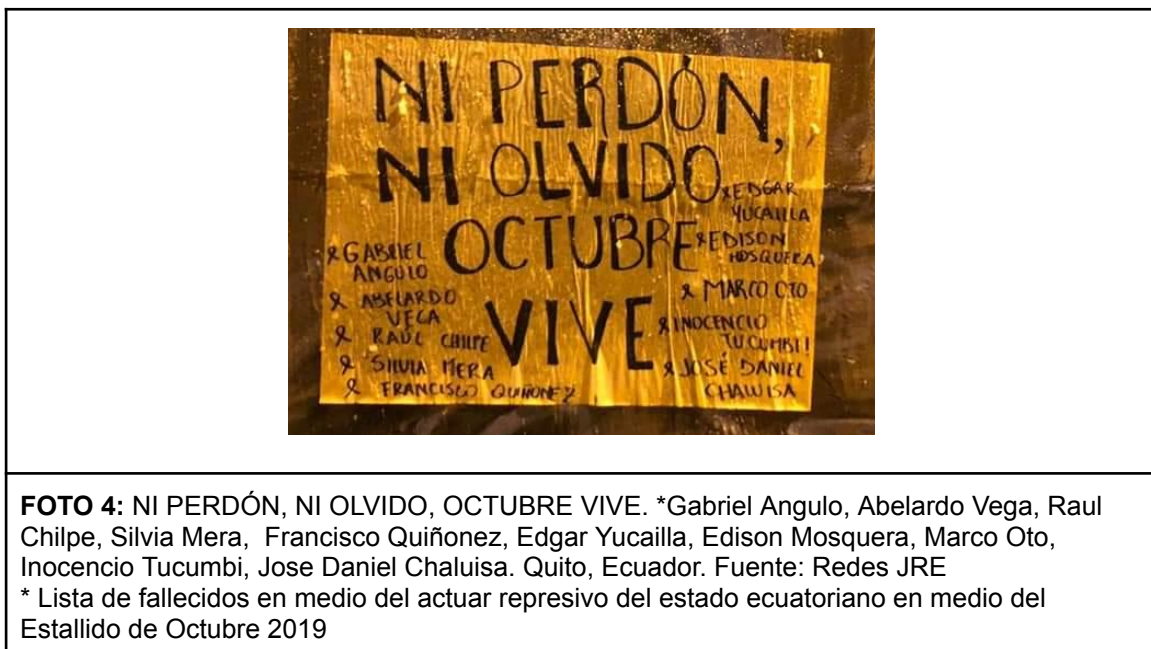 NI PERDÓN,
NI OLVIDO
OCTUBRE
VIVE
GABRIEL
ANGULO
ABELARDO
VEGA
RAÚL CHILPE
SILVIA MERA
FRANCISCO QUIÑONEZ
EDGAR
YUCAILLA
EDISON
MOSQUERA
MARCO OTO
INOCENCIO
TUCUMBI
JOSÉ DANIEL
CHALUISA
FOTO 4: NI PERDÓN, NI OLVIDO, OCTUBRE VIVE. *Gabriel Angulo, Abelardo Vega, Raul
Chilpe, Silvia Mera, Francisco Quiñonez, Edgar Yucailla, Edison Mosquera, Marco Oto,
Inocencio Tucumbi, Jose Daniel Chaluisa. Quito, Ecuador. Fuente: Redes JRE
* Lista de fallecidos en medio del actuar represivo del estado ecuatoriano en medio del
Estallido de Octubre 2019